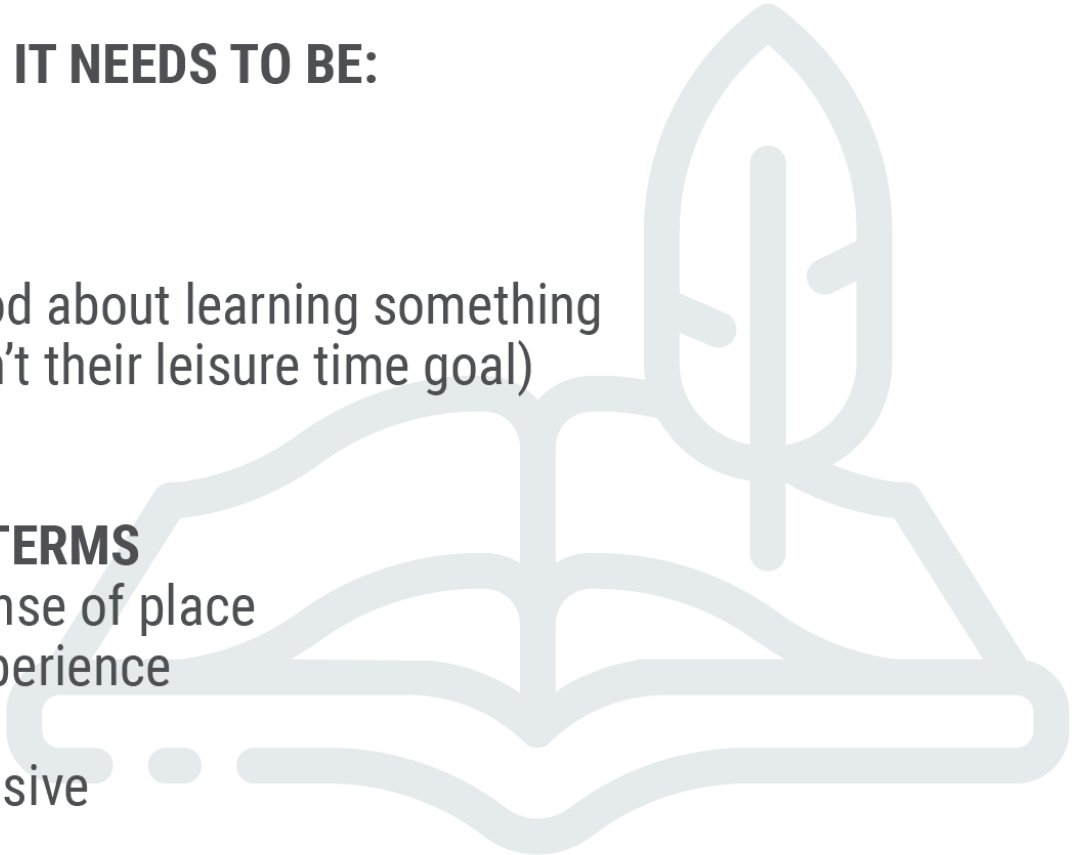 IT NEEDS TO BE:
od about learning something
n't their leisure time goal)
TERMS
nse of place
perience
sive